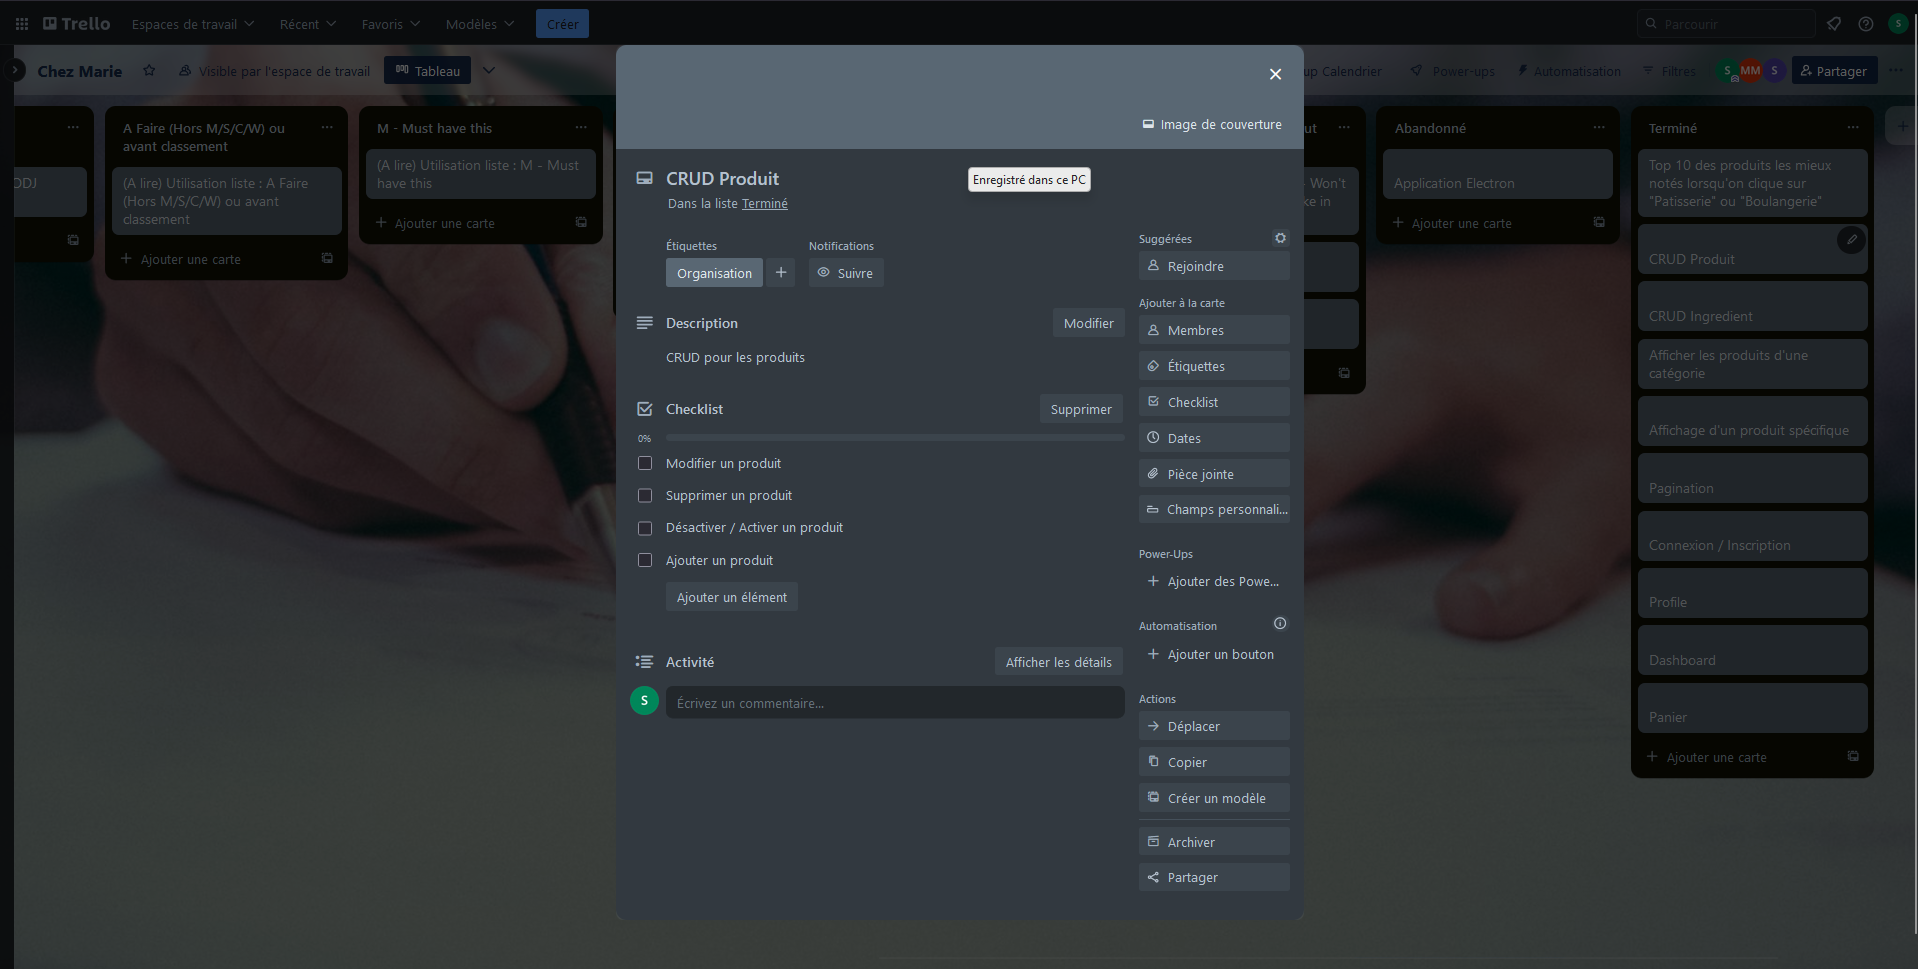 Trello
Espaces de travail
Récent
Favoris
Modèles
Créer
Parcourir
S
Chez Marie
Visible par l'espace de travail
Tableau
up Calendrier
Power-ups
Automatisation
Filtres
S
MM
S
Partager
ODJ
A Faire (Hors M/S/C/W) ou
avant classement
(A lire) Utilisation liste : A Faire
(Hors M/S/C/W) ou avant
classement
Ajouter une carte
M - Must have this
(A lire) Utilisation liste : M - Must
have this
Ajouter une carte
Image de couverture
CRUD Produit
Enregistré dans ce PC
Dans la liste Terminé
Étiquettes
Notifications
Organisation
Suivre
Description
Modifier
CRUD pour les produits
Checklist
Supprimer
0%
Modifier un produit
Supprimer un produit
Désactiver / Activer un produit
Ajouter un produit
Ajouter un élément
Activité
Afficher les détails
S
Écrivez un commentaire...
Suggérées
Rejoindre
Ajouter à la carte
Membres
Étiquettes
Checklist
Dates
Pièce jointe
Champs personnali...
Power-Ups
Ajouter des Powe...
Automatisation
Ajouter un bouton
Actions
Déplacer
Copier
Créer un modèle
Archiver
Partager
ut
- Won't
ke in
Abandonné
Application Electron
Ajouter une carte
Terminé
Top 10 des produits les mieux
notés lorsqu'on clique sur
"Patisserie" ou "Boulangerie"
CRUD Produit
CRUD Ingredient
Afficher les produits d'une
catégorie
Affichage d'un produit spécifique
Pagination
Connexion / Inscription
Profile
Dashboard
Panier
Ajouter une carte